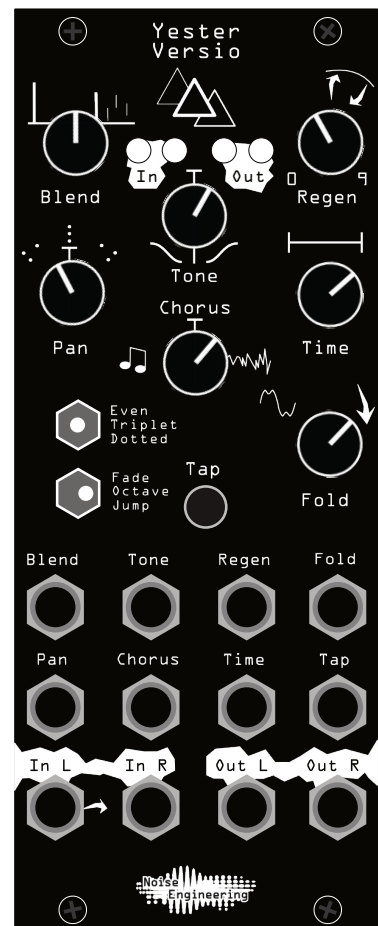 Yester
Versio
In
Out
Blend
0
9
Regen
Tone
Chorus
Pan
Time
Even
Triplet
Dotted
Fade
Octave
Jump
Tap
Fold
Blend Tone Regen Fold
Pan Chorus Time Tap
In L In R Out L Out R
Noise
Engineering